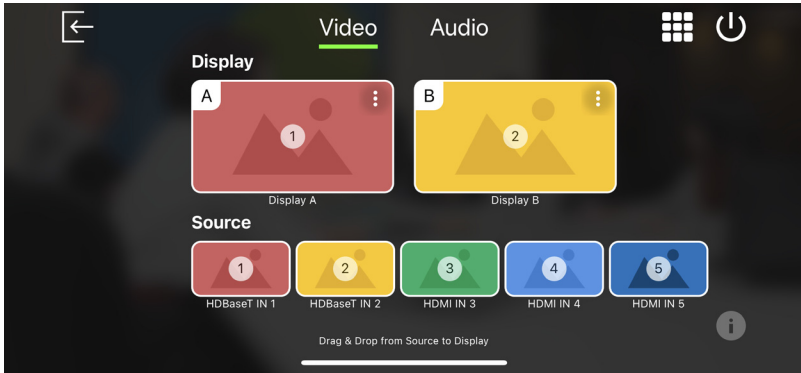 Video Audio
Display
A
1
B
2
Display A
Display B
Source
1
2
3
4
5
HDBaseT IN 1
HDBaseT IN 2
HDMI IN 3
HDMI IN 4
HDMI IN 5
i
Drag & Drop from Source to Display